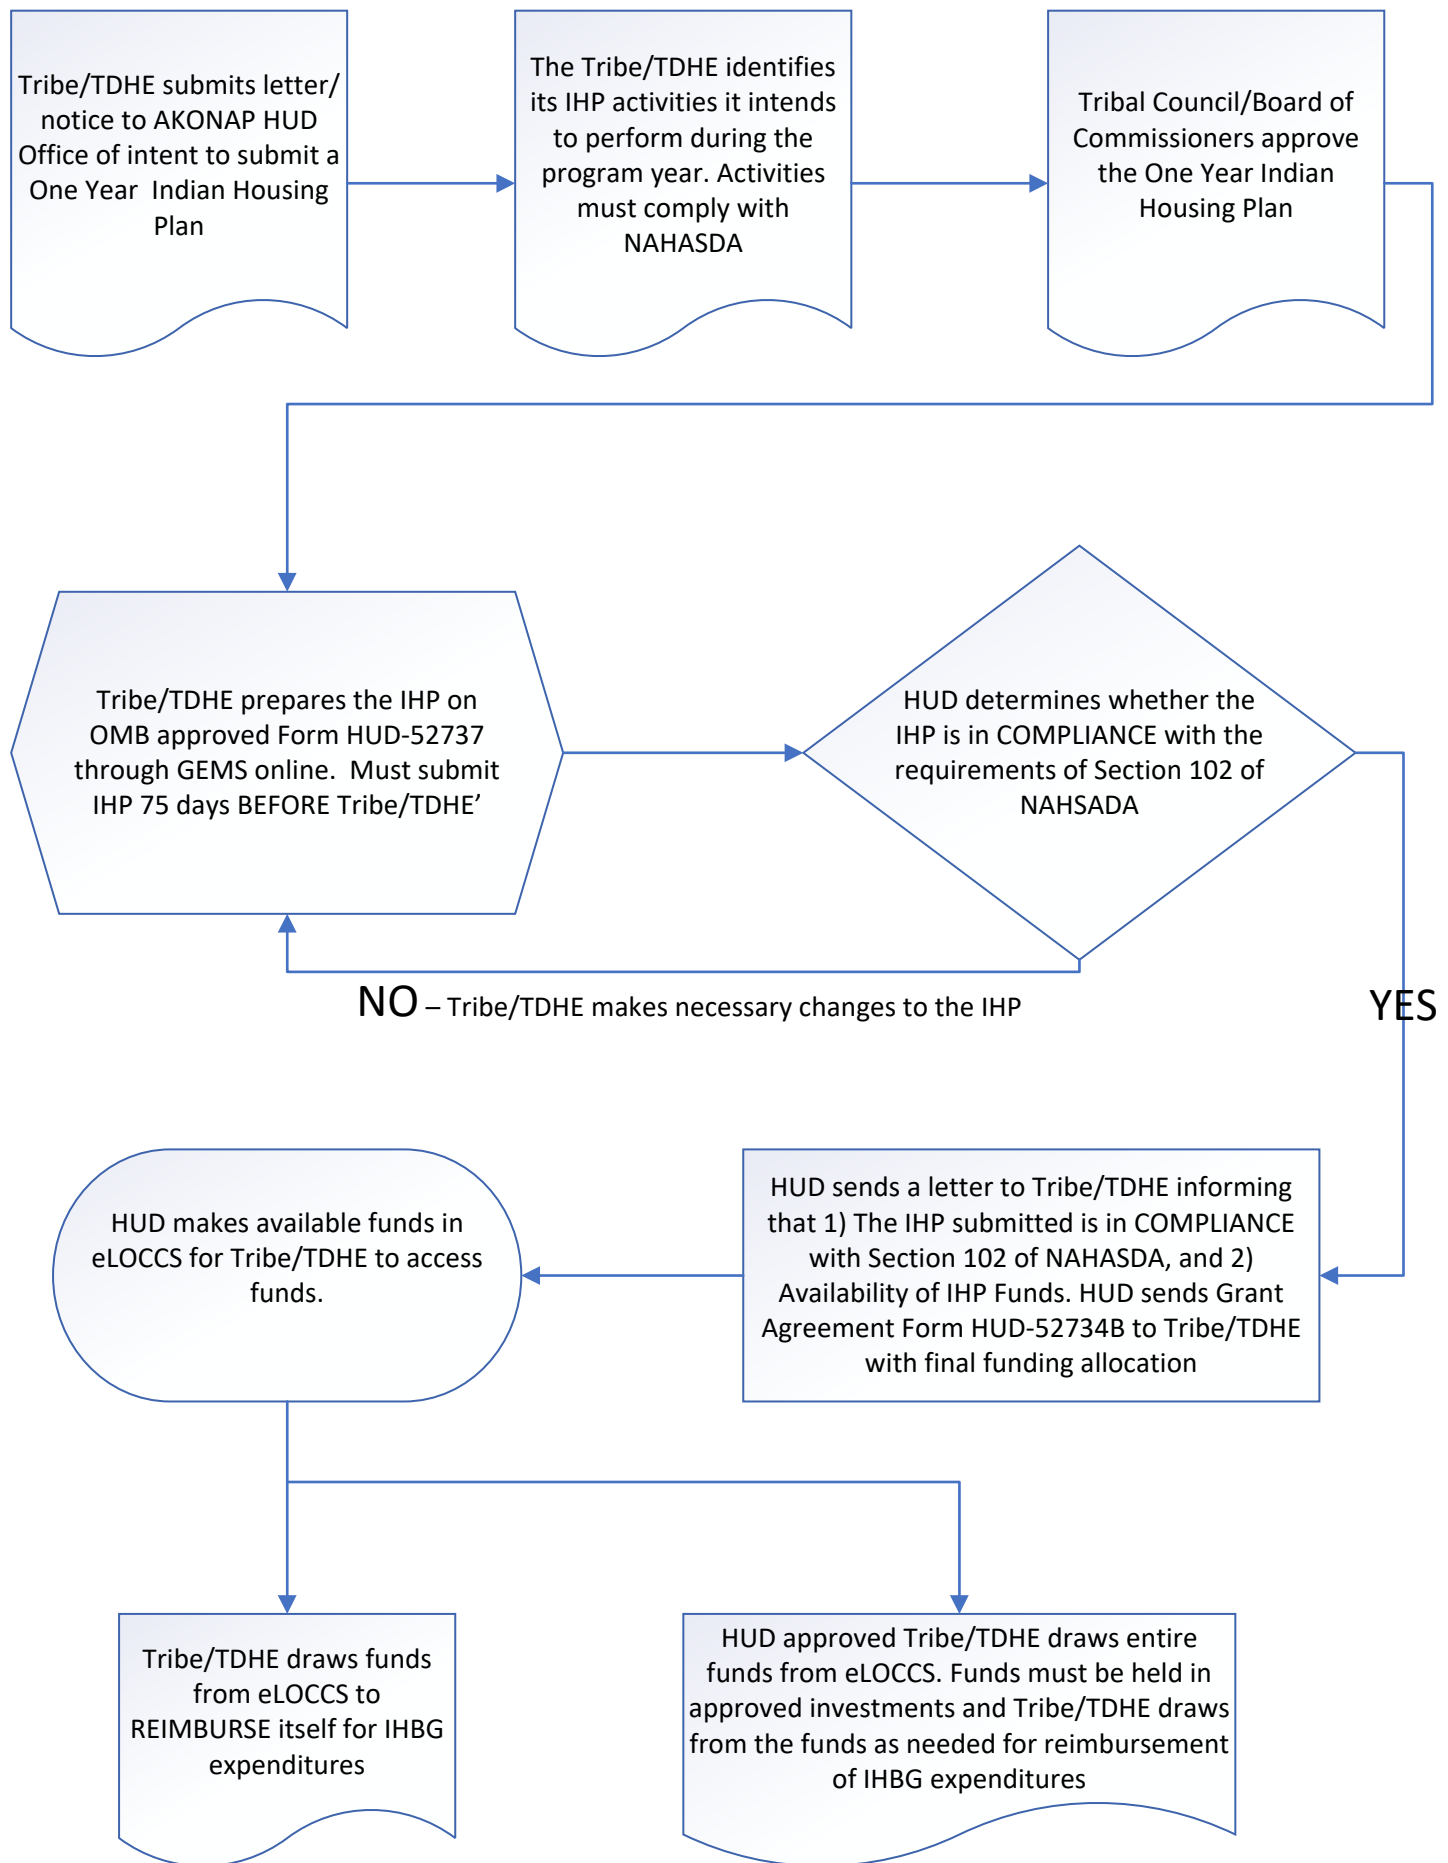 Tribe/TDHE submits letter/
notice to AKONAP HUD
Office of intent to submit a
One Year  Indian Housing
Plan
The Tribe/TDHE identifies
its IHP activities it intends
to perform during the
program year. Activities
must comply with
NAHASDA
Tribal Council/Board of
Commissioners approve
the One Year Indian
Housing Plan
Tribe/TDHE prepares the IHP on
OMB approved Form HUD-52737
through GEMS online.  Must submit
IHP 75 days BEFORE Tribe/TDHE’
HUD determines whether the
IHP is in COMPLIANCE with the
requirements of Section 102 of
NAHSADA
NO – Tribe/TDHE makes necessary changes to the IHP
YES
HUD makes available funds in
eLOCCS for Tribe/TDHE to access
funds.
HUD sends a letter to Tribe/TDHE informing
that 1) The IHP submitted is in COMPLIANCE
with Section 102 of NAHASDA, and 2)
Availability of IHP Funds. HUD sends Grant
Agreement Form HUD-52734B to Tribe/TDHE
with final funding allocation
Tribe/TDHE draws funds
from eLOCCS to
REIMBURSE itself for IHBG
expenditures
HUD approved Tribe/TDHE draws entire
funds from eLOCCS. Funds must be held in
approved investments and Tribe/TDHE draws
from the funds as needed for reimbursement
of IHBG expenditures